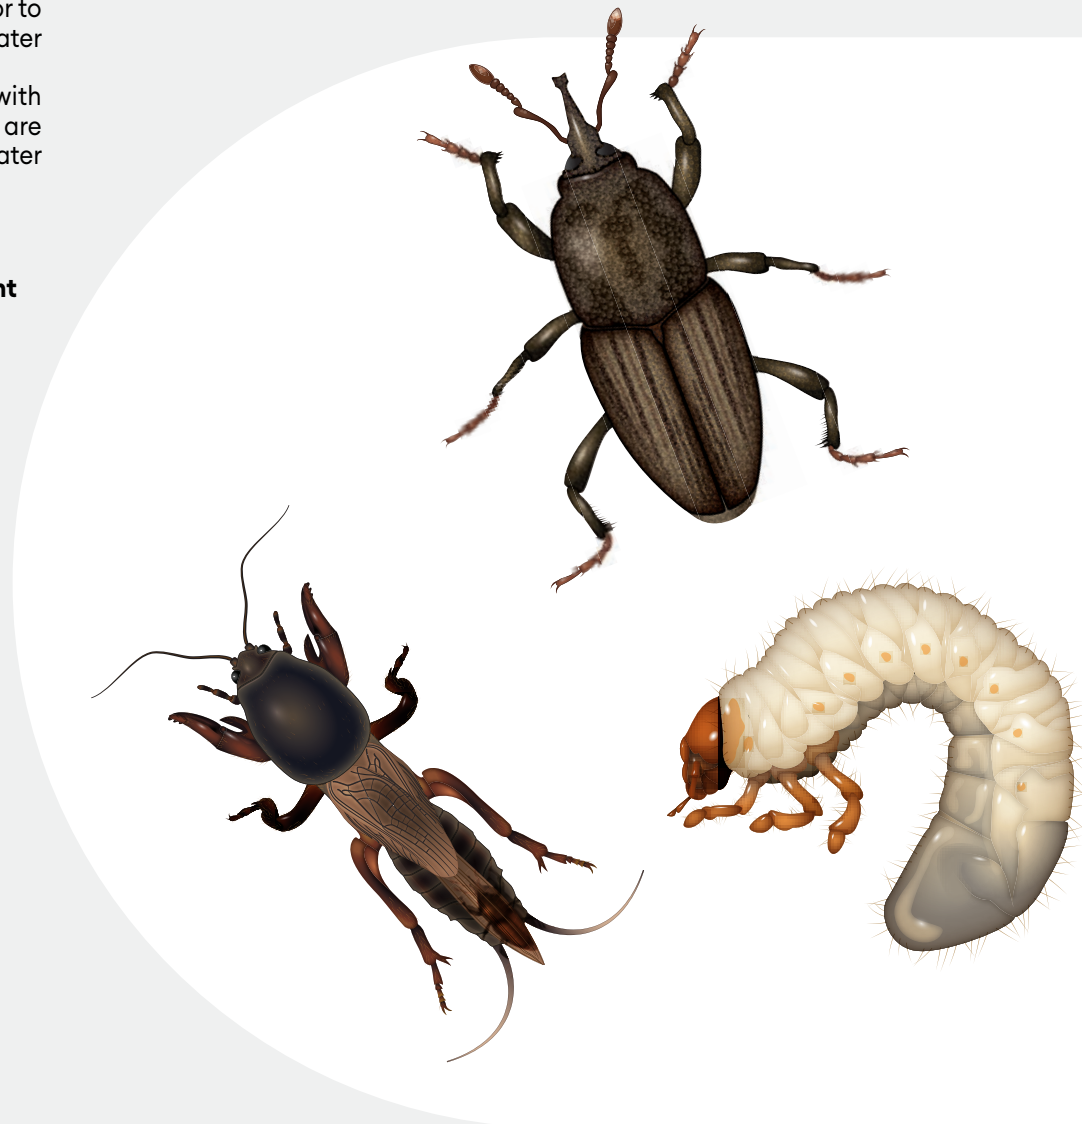 or to
ater
with
are
ater
nt